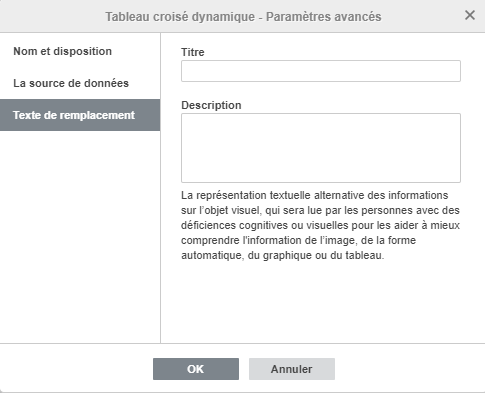 Tableau croisé dynamique - Paramètres avancés
Nom et disposition
La source de données
Texte de remplacement
Titre
Description
La représentation textuelle alternative des informations
sur l'objet visuel, qui sera lue par les personnes avec des
déficiences cognitives ou visuelles pour les aider à mieux
comprendre l'information de l'image, de la forme
automatique, du graphique ou du tableau.
OK
Annuler